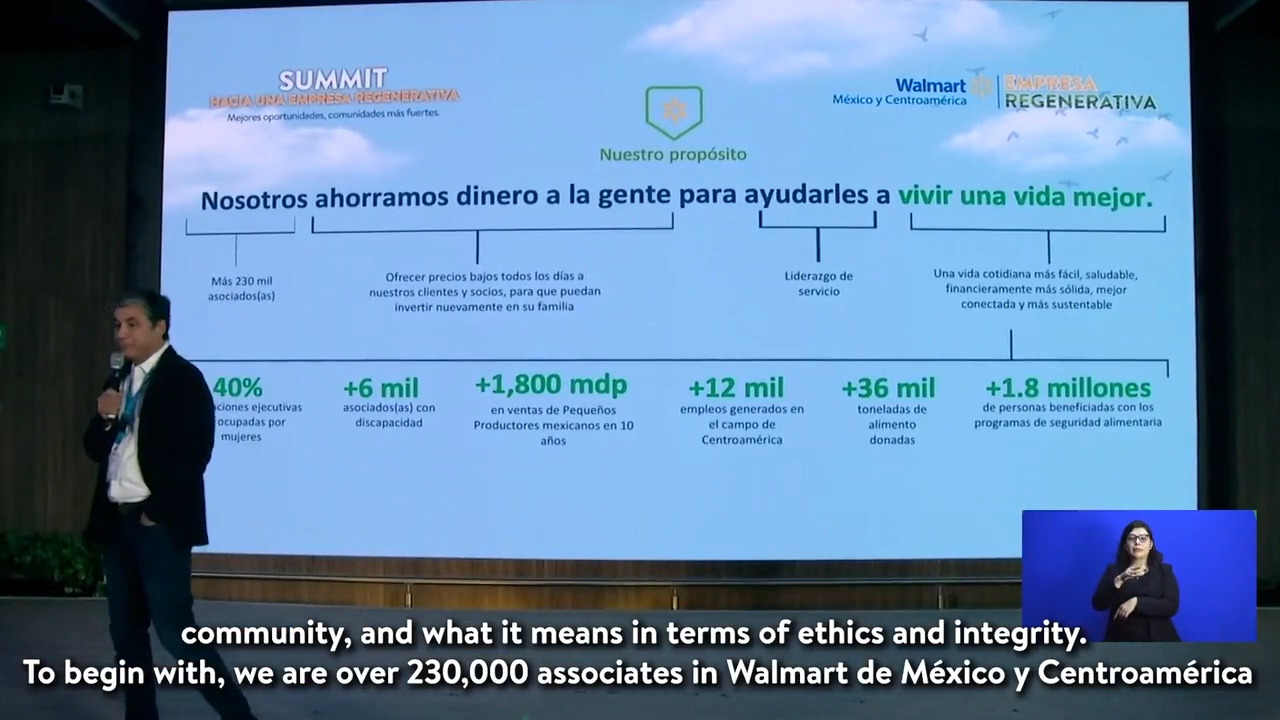 SUMMIT
HACIA UNA EMPRESA REGENERATIVA
Mejores oportunidades, comunidades más fuertes.
Walmart
México y Centroamérica
EMPRESA
REGENERATIVA
Nuestro propósito
Nosotros ahorramos dinero a la gente para ayudarles a vivir una vida mejor.
Más 230 mil
asociados(as)
Ofrecer precios bajos todos los días a
nuestros clientes y socios, para que puedan
invertir nuevamente en su familia
Liderazgo de
servicio
Una vida cotidiana más fácil, saludable,
financieramente más sólida, mejor
conectada y más sustentable
40%
ciones ejecutivas
ocupadas por
mujeres
+6 mil
asociados(as) con
discapacidad
+1,800 mdp
en ventas de Pequeños
Productores mexicanos en 10
años
+12 mil
empleos generados en
el campo de
Centroamérica
+36 mil
toneladas de
alimento
donadas
+1.8 millones
de personas beneficiadas con los
programas de seguridad alimentaria
community, and what it means in terms of ethics and integrity.
To begin with, we are over 230,000 associates in Walmart de México y Centroamérica